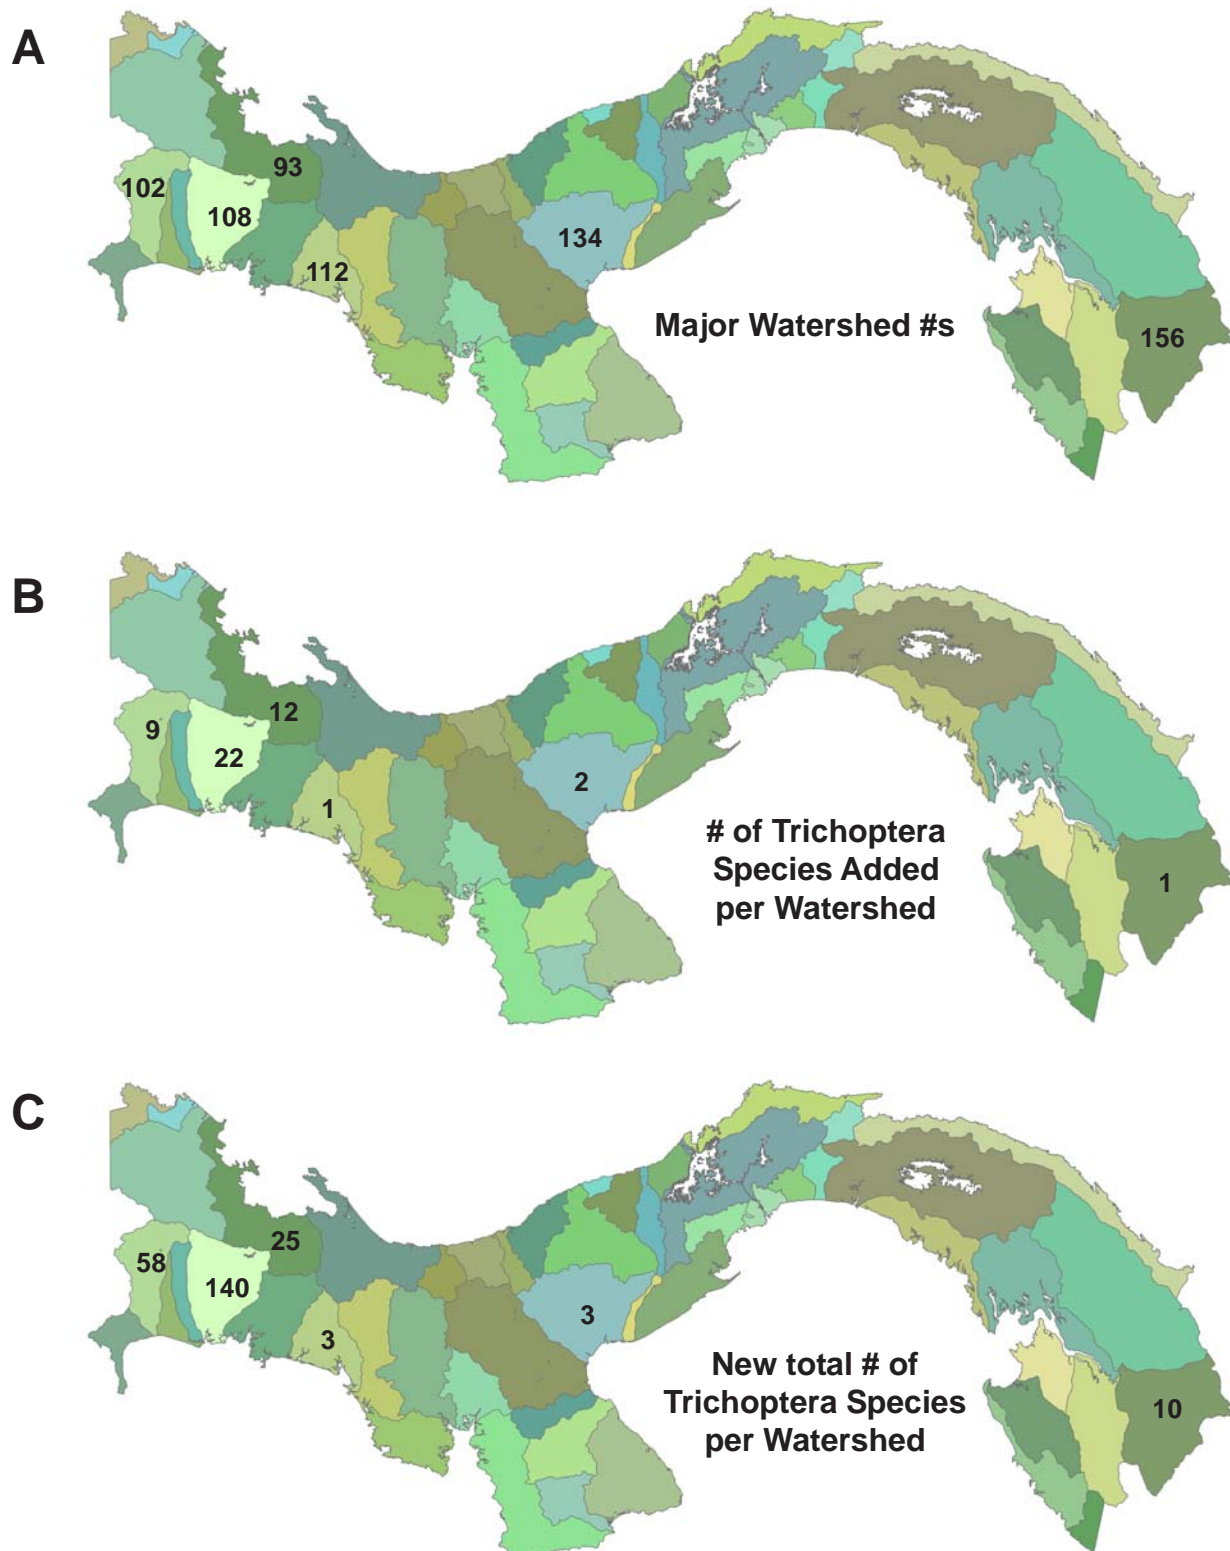 A
93
102
108
134
112
Major Watershed #s
156
B
12
9
22
2
1
# of Trichoptera
Species Added
per Watershed
1
C
25
58
140
3
3
New total # of
Trichoptera Species
per Watershed
10